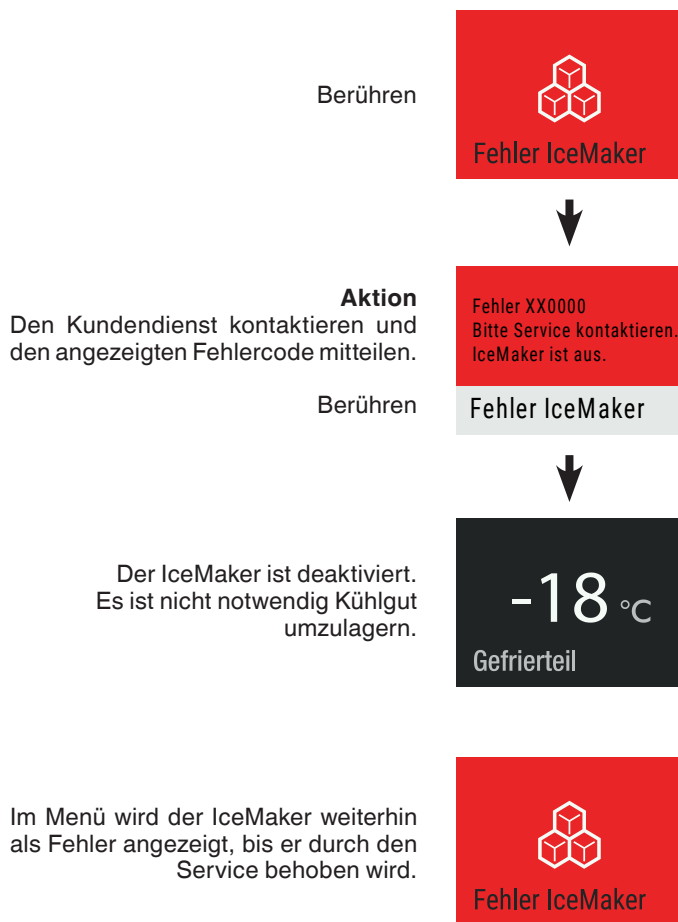 Berühren
Fehler IceMaker
Aktion
Den Kundendienst kontaktieren und
den angezeigten Fehlercode mitteilen.
Fehler XX0000
Bitte Service kontaktieren.
IceMaker ist aus.
Berühren
Fehler IceMaker
Der IceMaker ist deaktiviert.
Es ist nicht notwendig Kühlgut
umzulagern.
-18 °C
Gefrierteil
Im Menü wird der IceMaker weiterhin
als Fehler angezeigt, bis er durch den
Service behoben wird.
Fehler IceMaker